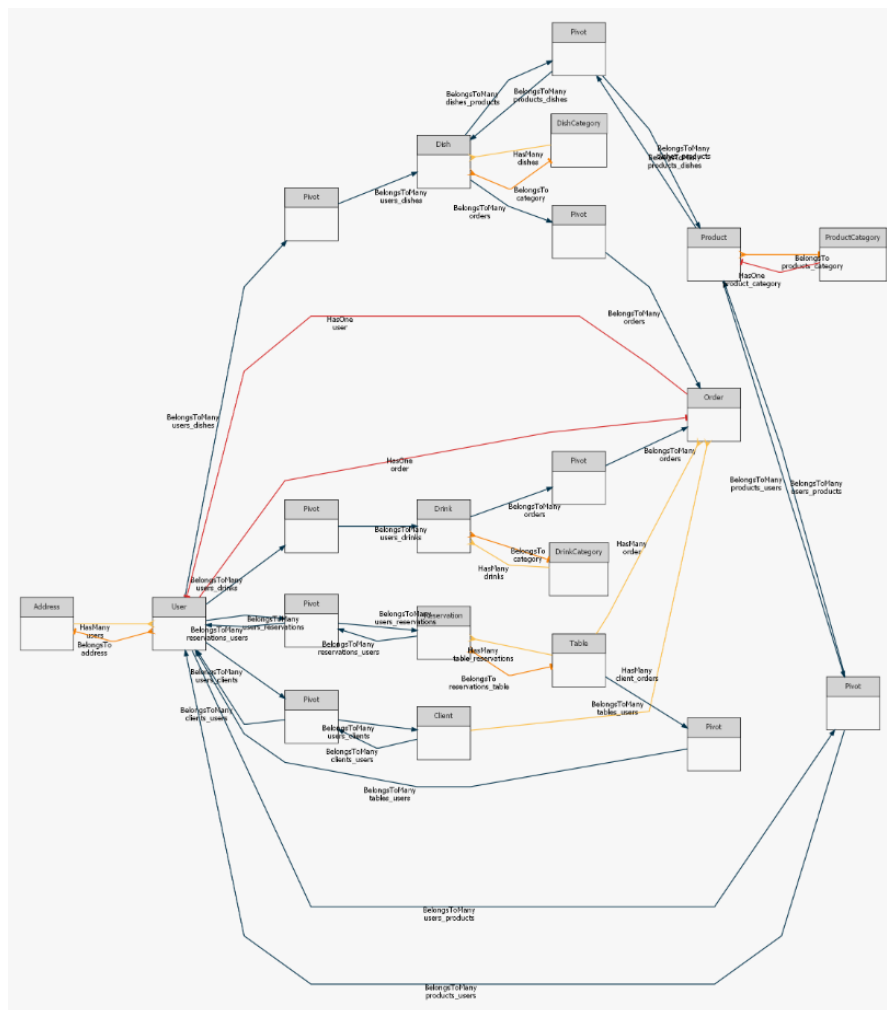 Pivot
BelongsToMany
dishes_products
BelongsToMany
products_dishes
DishCategory
Dish
HasMany
dishes
BelongsTo
category
BelongsToMany
products_dishes
Pivot
BelongsToMany
users_dishes
BelongsToMany
orders
Pivot
Product
ProductCategory
BelongsTo
products_category
HasOne
product_category
BelongsToMany
orders
HasOne
user
Order
BelongsToMany
users_dishes
HasOne
order
BelongsToMany
orders
Pivot
BelongsToMany
products_users
BelongsToMany
users_products
Pivot
Drink
BelongsToMany
orders
BelongsToMany
users_drinks
HasMany
order
DrinkCategory
BelongsTo
category
HasMany
drinks
BelongsToMany
users_drinks
Address
User
Pivot
Reservation
BelongsToMany
users_reservations
BelongsToMany
users_reservations
HasMany
users
BelongsToMany
reservations_users
BelongsTo
address
BelongsToMany
reservations_users
Table
HasMany
table_reservations
BelongsToMany
users_clients
BelongsTo
reservations_table
HasMany
client_orders
Pivot
Pivot
Client
BelongsToMany
tables_users
BelongsToMany
clients_users
Pivot
BelongsToMany
users_clients
BelongsToMany
clients_users
BelongsToMany
tables_users
BelongsToMany
users_products
BelongsToMany
products_users